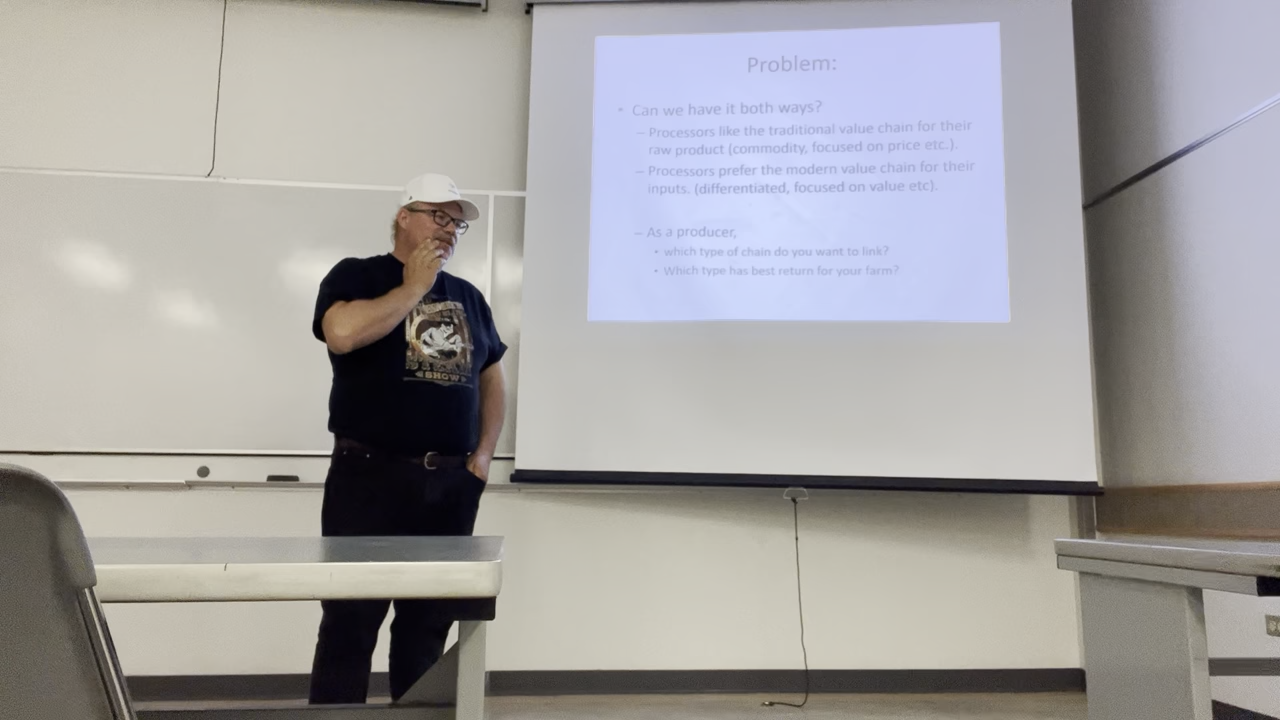 Problem:
• Can we have it both ways?
– Processors like the traditional value chain for their
raw product (commodity, focused on price etc.).
– Processors prefer the modern value chain for their
inputs. (differentiated, focused on value etc).
– As a producer,
• which type of chain do you want to link?
• Which type has best return for your farm?
SHOW